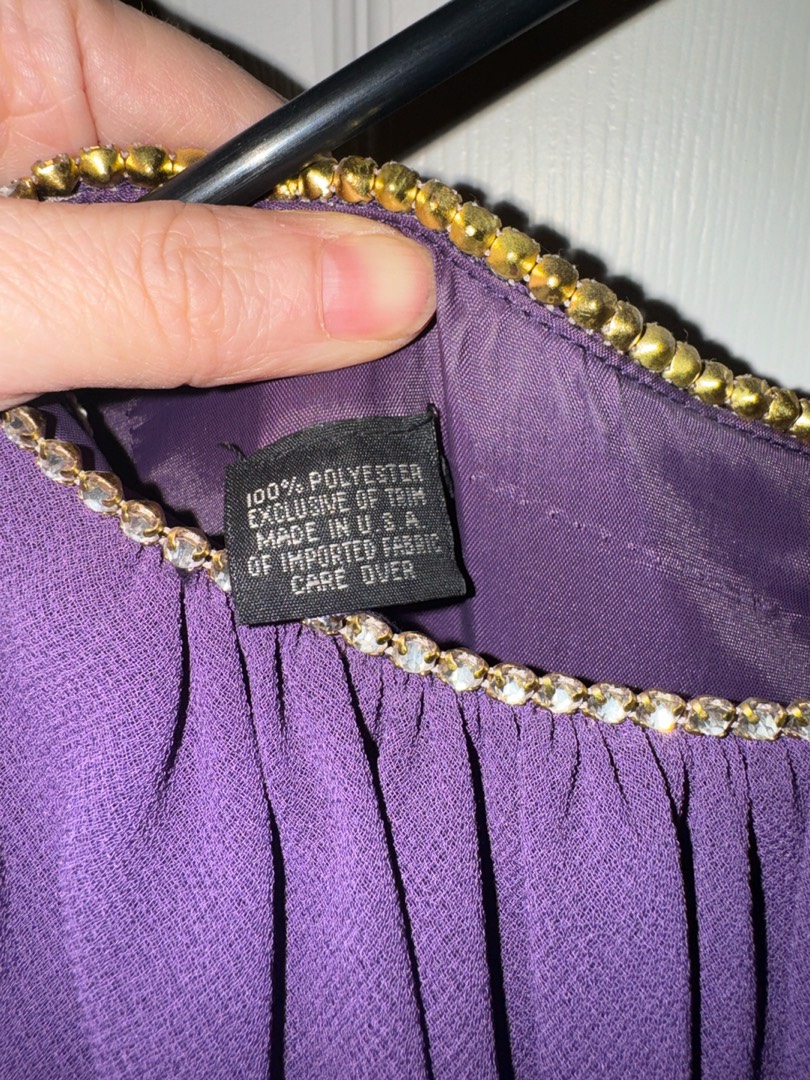 100% POLYESTER
EXCLUSIVE OF TRIM
MADE IN U.S.A
OF IMPORTED FABRIC
CARE OVER